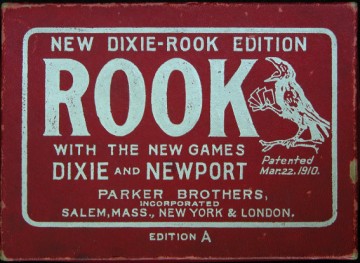 NEW DIXIE-ROOK EDITION
ROOK
WITH THE NEW GAMES
DIXIE AND NEWPORT
Patented
Mar. 22. 1910.
PARKER BROTHERS,
INCORPORATED
SALEM, MASS., NEW YORK & LONDON.
EDITION A